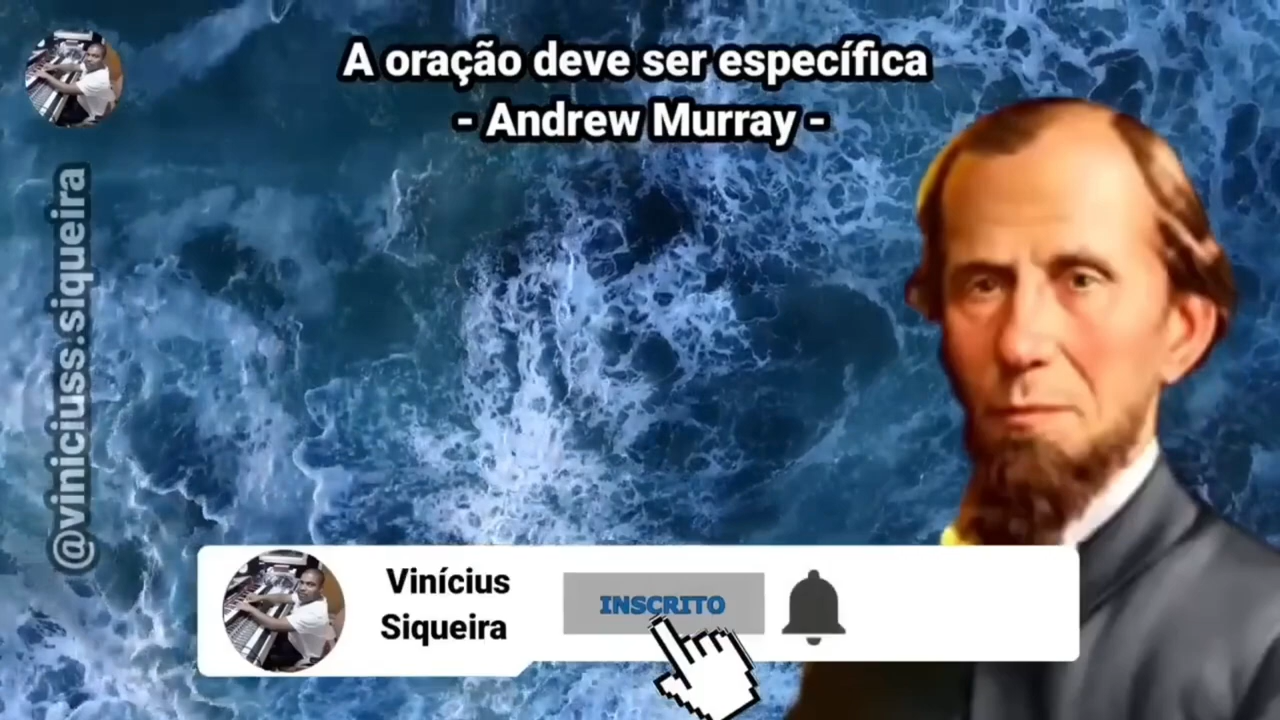 A oração deve ser específica
- Andrew Murray -
@viniciuss.siqueira
Vinícius
Siqueira
INSCRITO